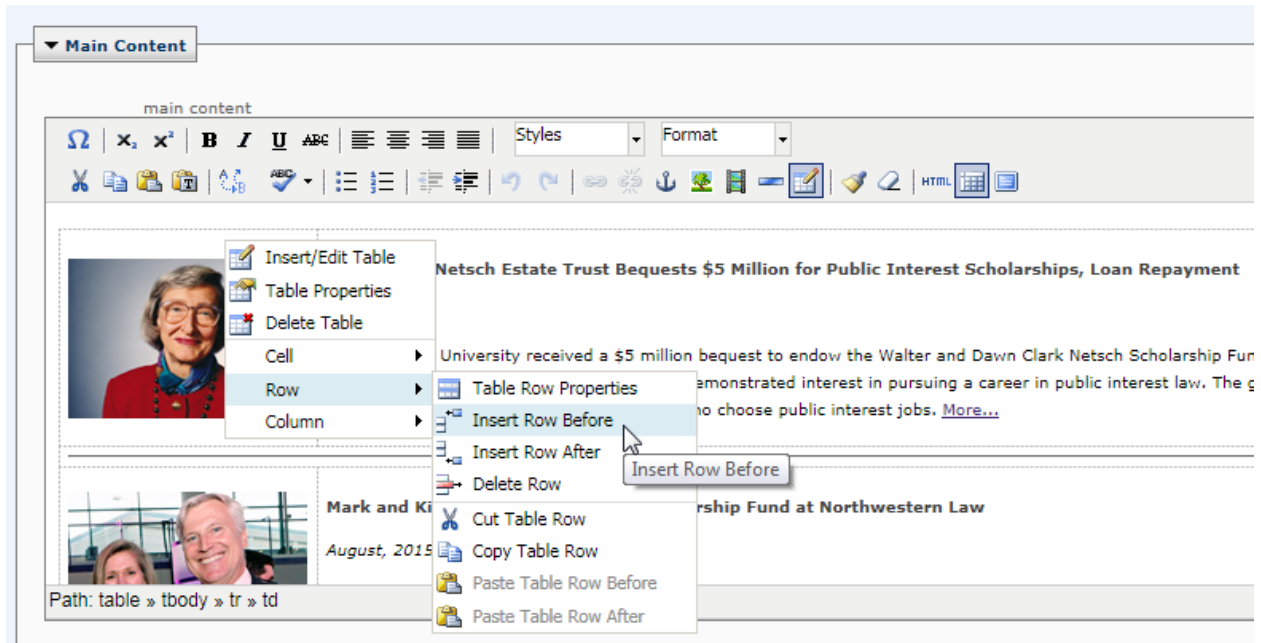 Main Content
main content
Ω x₂ x² B I U ABC Styles Format
ABC HTML
Insert/Edit Table
Table Properties
Delete Table
Cell
Row
Column
Netsch Estate Trust Bequests $5 Million for Public Interest Scholarships, Loan Repayment
University received a $5 million bequest to endow the Walter and Dawn Clark Netsch Scholarship Fun
emonstrated interest in pursuing a career in public interest law. The g
o choose public interest jobs. More...
Table Row Properties
Insert Row Before
Insert Row After
Delete Row
Cut Table Row
Copy Table Row
Paste Table Row Before
Paste Table Row After
Insert Row Before
Mark and Ki rship Fund at Northwestern Law
August, 2015
Path: table » tbody » tr » td